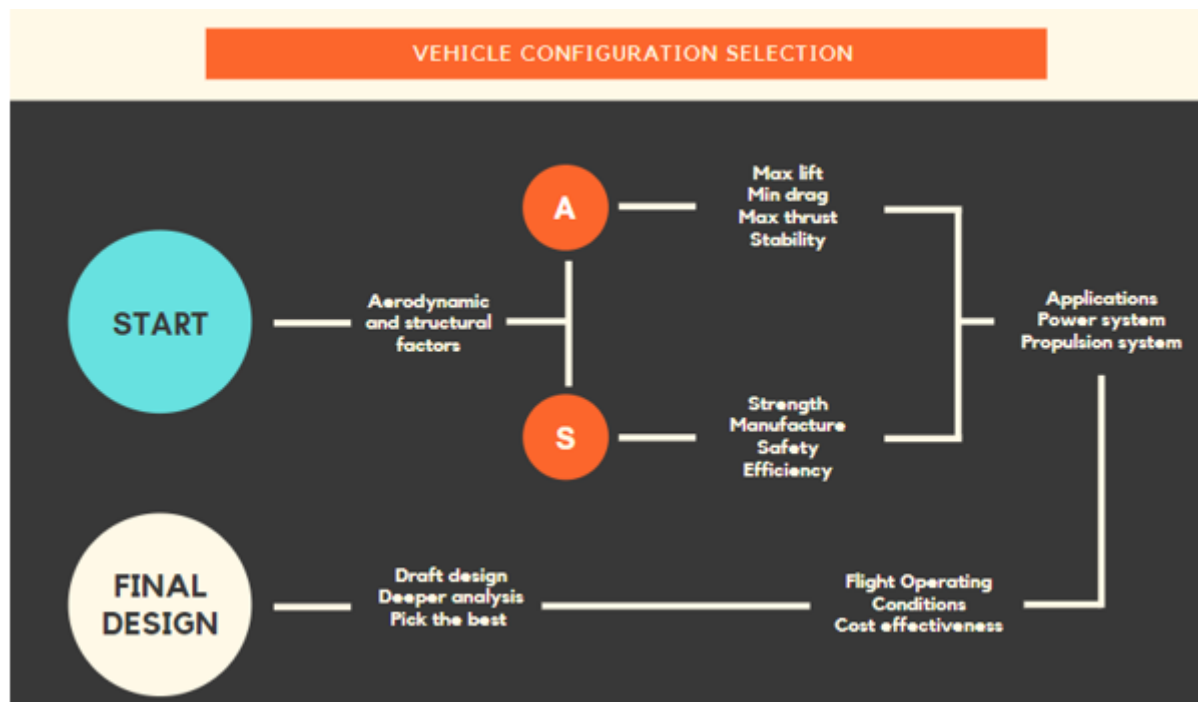 VEHICLE CONFIGURATION SELECTION
START
Aerodynamic
and structural
factors
A
Max lift
Min drag
Max thrust
Stability
S
Strength
Manufacture
Safety
Efficiency
Applications
Power system
Propulsion system
Flight Operating
Conditions
Cost effectiveness
Draft design
Deeper analysis
Pick the best
FINAL
DESIGN